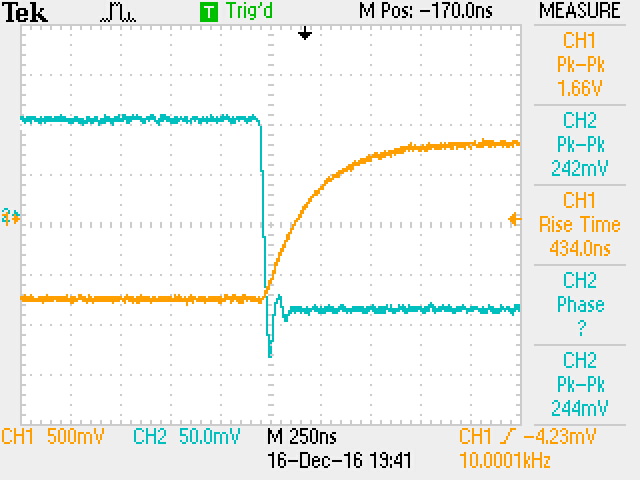 Tek T Trig'd M Pos: -170.0ns MEASURE
CH1
Pk-Pk
1.66V
CH2
Pk-Pk
242mV
CH1
Rise Time
434.0ns
CH2
Phase
?
CH2
Pk-Pk
244mV
2
CH1 500mV CH2 50.0mV M 250ns CH1 -4.23mV
16-Dec-16 19:41 10.0001kHz